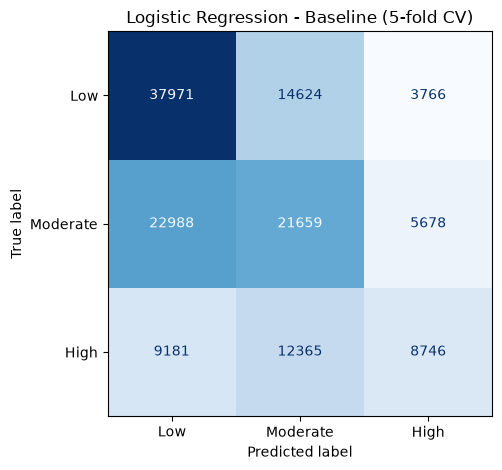 Logistic Regression - Baseline (5-fold CV)
Low 37971 14624 3766
Moderate 22988 21659 5678
High 9181 12365 8746
Low Moderate High
Predicted label
True label